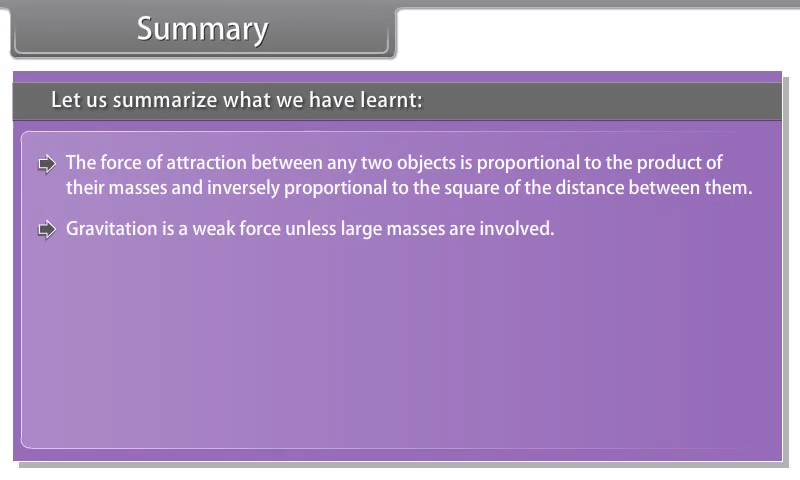 Summary
Let us summarize what we have learnt:
The force of attraction between any two objects is proportional to the product of
their masses and inversely proportional to the square of the distance between them.
Gravitation is a weak force unless large masses are involved.